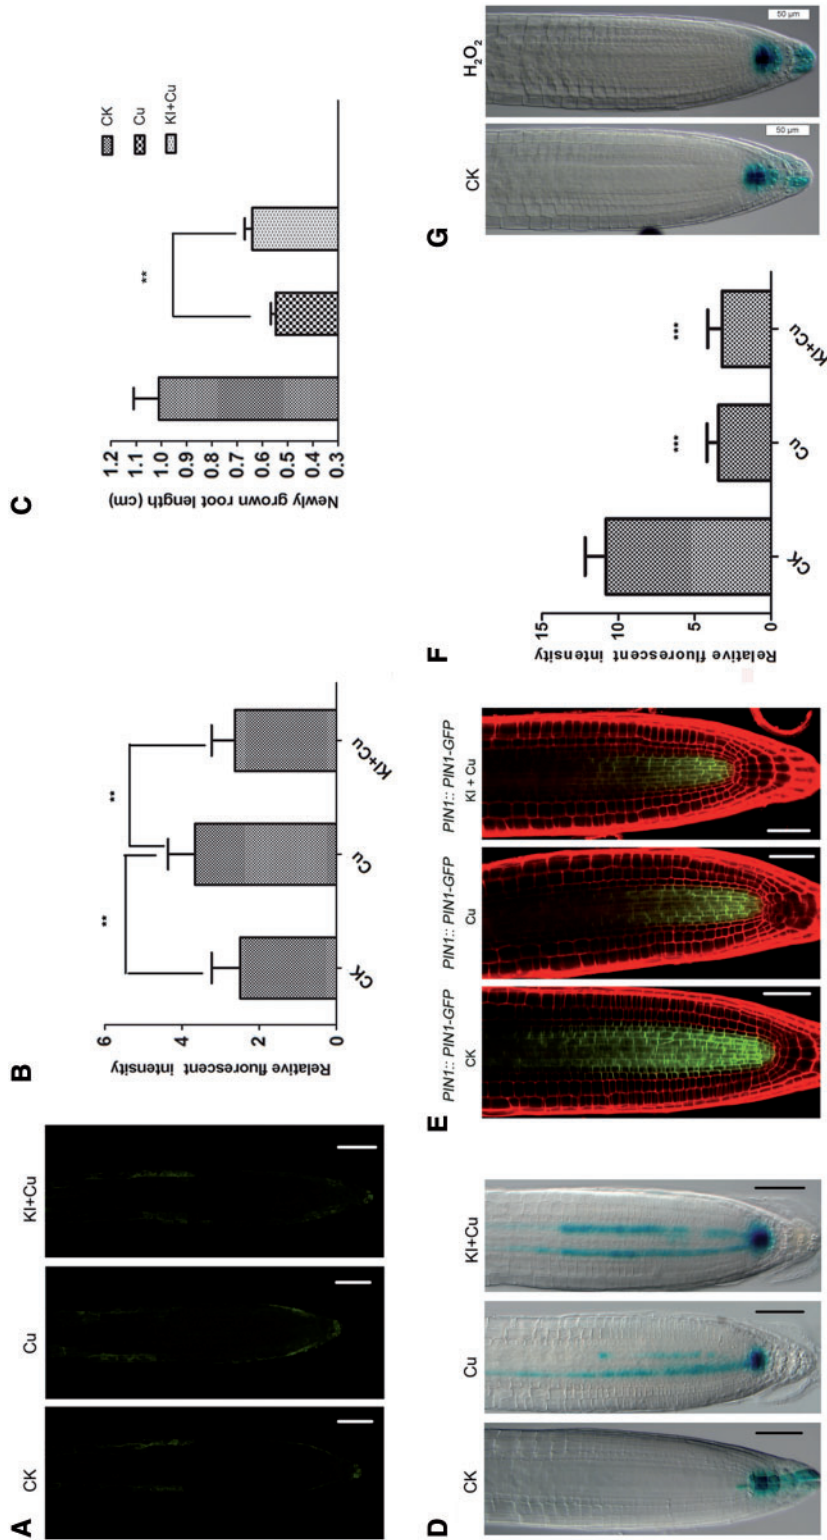 A
CK
Cu
KI+Cu
B
Relative fluorescent intensity
6
4
2
0
**
**
CK
Cu
KI+Cu
C
Newly grown root length (cm)
1.2
1.1
1.0
0.9
0.8
0.7
0.6
0.5
0.4
0.3
**
CK
Cu
KI+Cu
D
CK
Cu
KI+Cu
E
PIN1:: PIN1-GFP
CK
PIN1:: PIN1-GFP
Cu
PIN1:: PIN1-GFP
KI + Cu
F
Relative fluorescent intensity
15
10
5
0
***
***
CK
Cu
KI+Cu
G
CK
50 µm
H₂O₂
50 µm